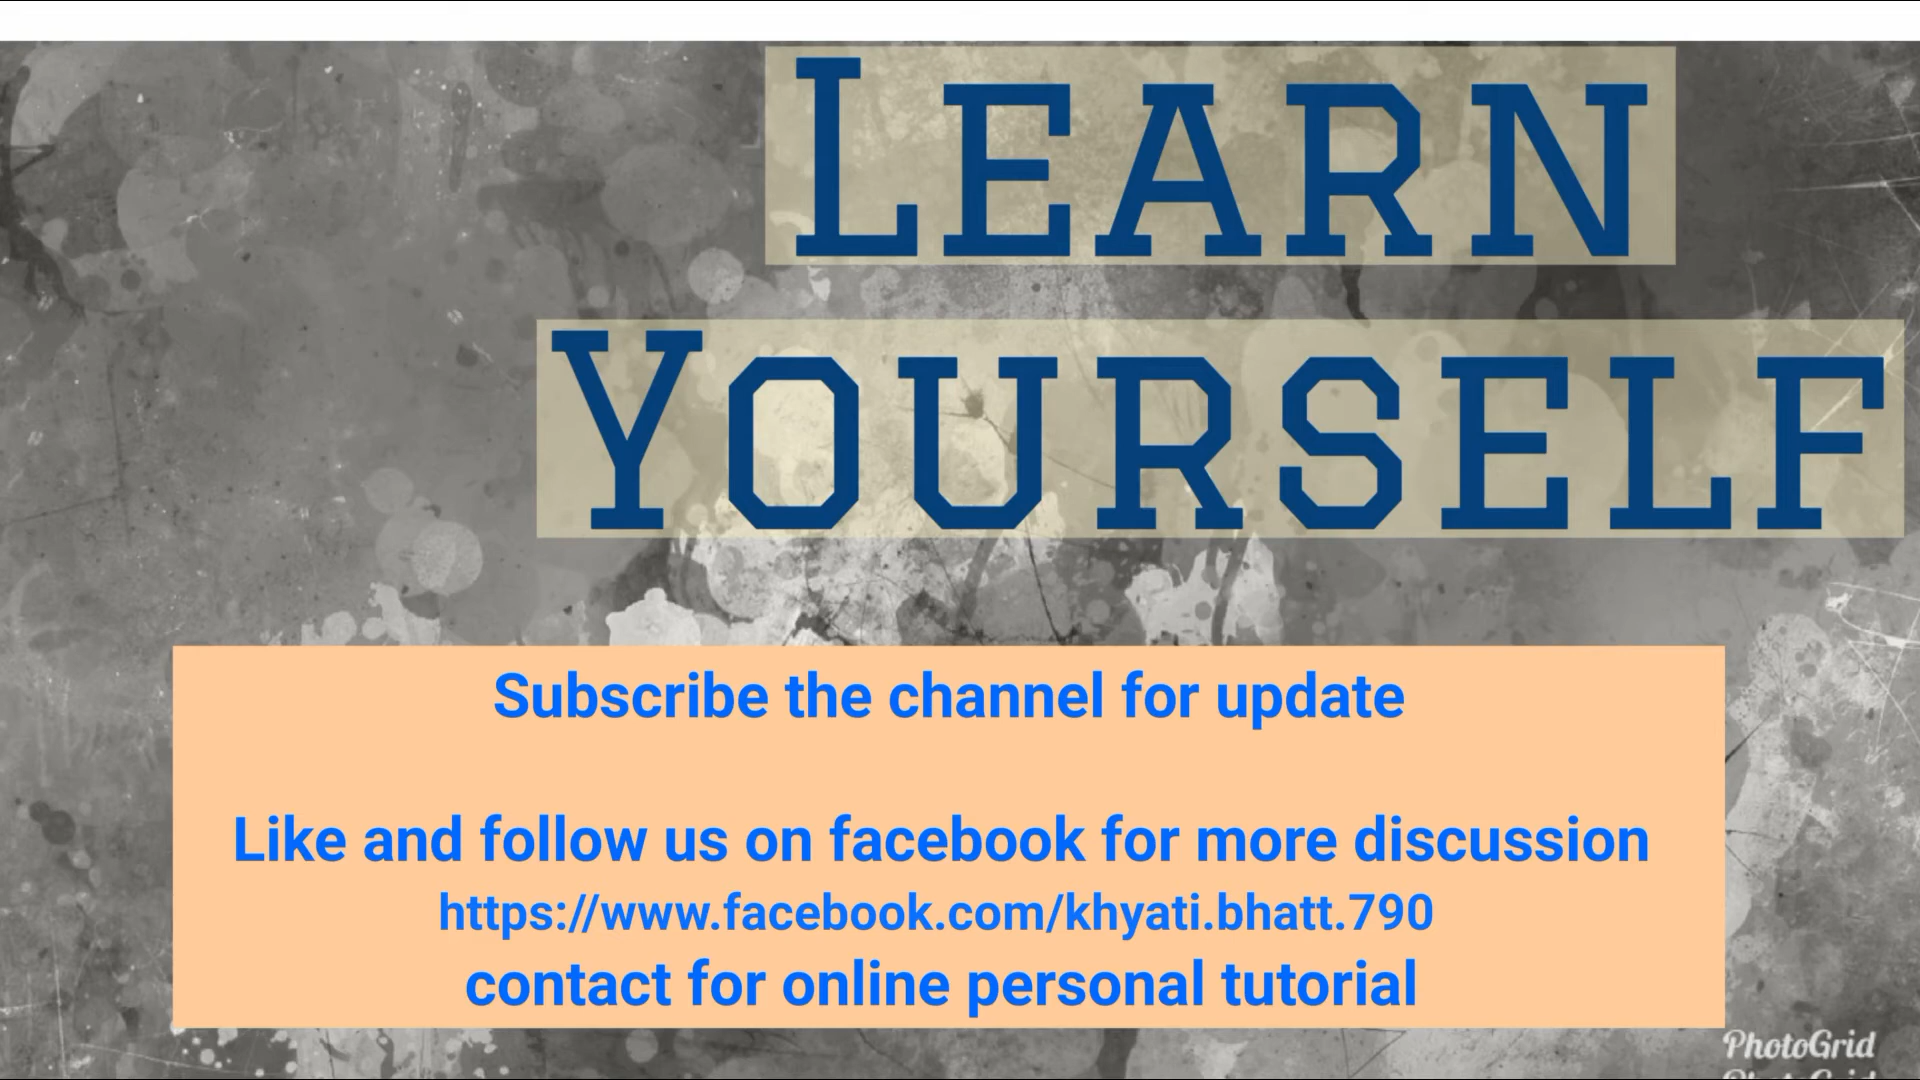 LEARN
YOURSELF
Subscribe the channel for update
Like and follow us on facebook for more discussion
https://www.facebook.com/khyati.bhatt.790
contact for online personal tutorial
PhotoGrid
PhotoGrid